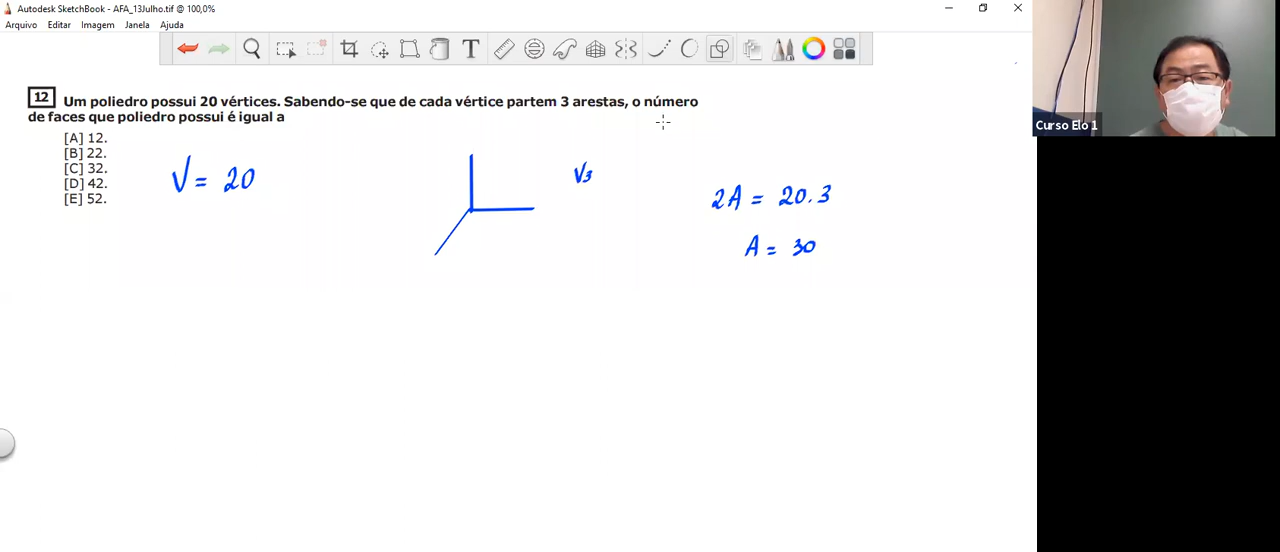 Autodesk SketchBook - AFA_13Julho.tif @ 100,0%
Arquivo Editar Imagem Janela Ajuda
T
12 Um poliedro possui 20 vértices. Sabendo-se que de cada vértice partem 3 arestas, o número
de faces que poliedro possui é igual a
[A] 12.
[B] 22.
[C] 32.
[D] 42.
[E] 52.
V = 20
V3
2A = 20.3
A = 30
Curso Elo 1